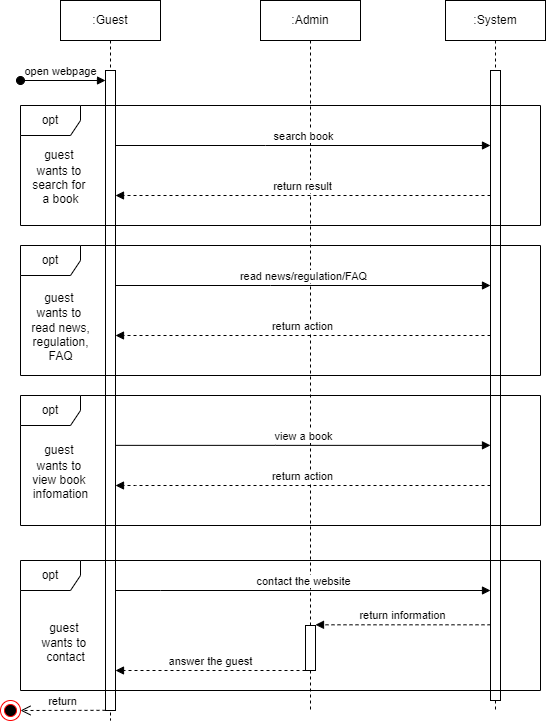 :Guest
:Admin
:System
open webpage
opt
guest
wants to
search for
a book
search book
return result
opt
guest
wants to
read news,
regulation,
FAQ
read news/regulation/FAQ
return action
opt
guest
wants to
view book
infomation
view a book
return action
opt
guest
wants to
contact
contact the website
return information
answer the guest
return